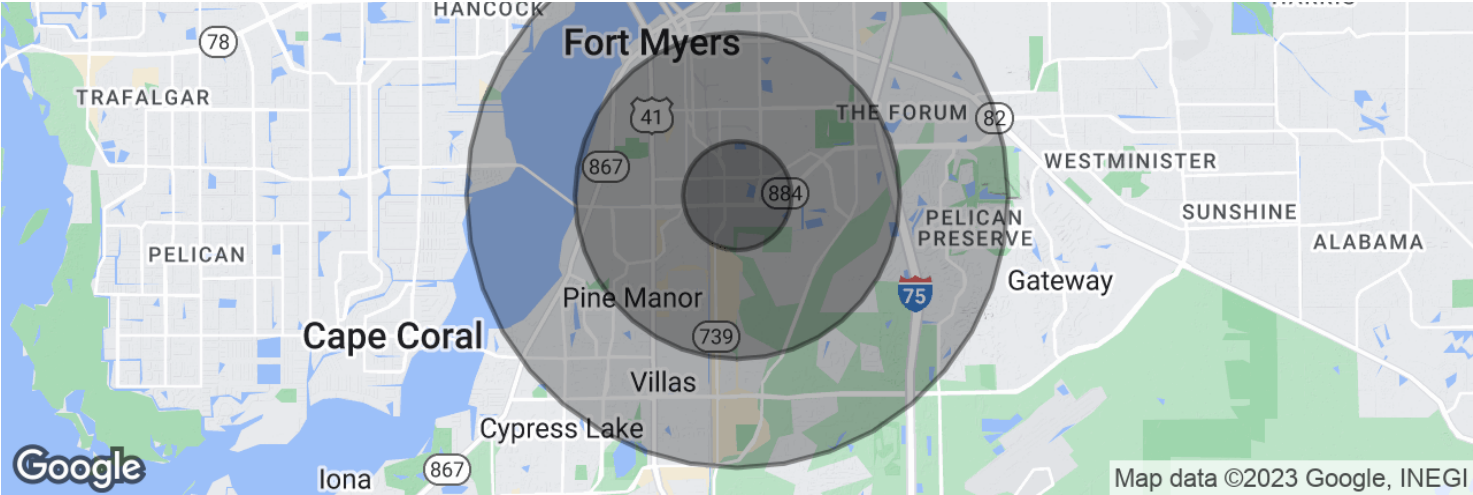 HANCOCK
HARRIS
78
Fort Myers
TRAFALGAR
41
THE FORUM
82
867
WESTMINISTER
884
PELICAN
PRESERVE
SUNSHINE
ALABAMA
PELICAN
Gateway
75
Pine Manor
Cape Coral
739
Villas
Cypress Lake
867
Iona
Google
Map data ©2023 Google, INEGI